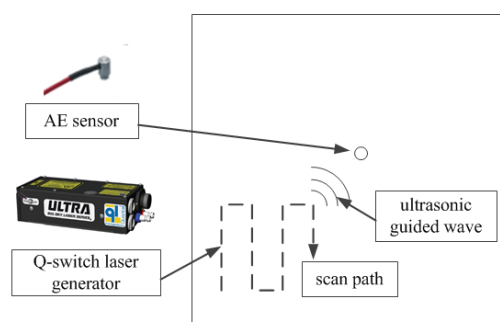 AE sensor
ULTRA
Q-switch laser
generator
ultrasonic
guided wave
scan path